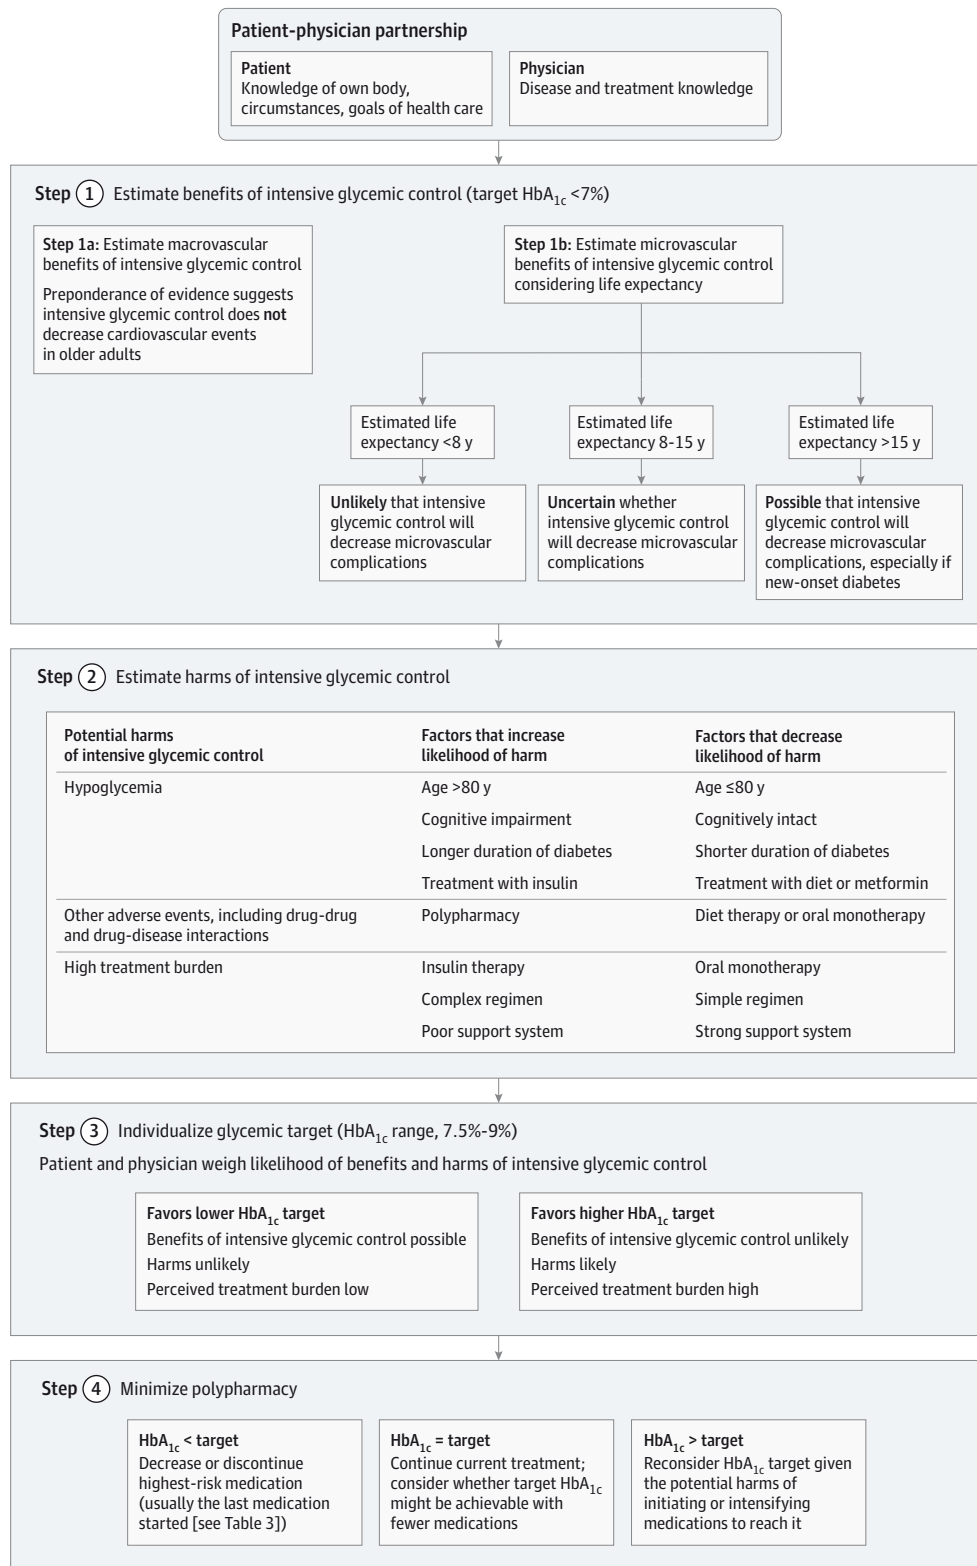 Patient-physician partnership
Patient
Knowledge of own body,
circumstances, goals of health care
Physician
Disease and treatment knowledge
Step 1 Estimate benefits of intensive glycemic control (target HbA1c <7%)
Step 1a: Estimate macrovascular
benefits of intensive glycemic control
Preponderance of evidence suggests
intensive glycemic control does not
decrease cardiovascular events
in older adults
Step 1b: Estimate microvascular
benefits of intensive glycemic control
considering life expectancy
Estimated life
expectancy <8 y
Estimated life
expectancy 8-15 y
Estimated life
expectancy >15 y
Unlikely that intensive
glycemic control will
decrease microvascular
complications
Uncertain whether
intensive glycemic control
will decrease microvascular
complications
Possible that intensive
glycemic control will
decrease microvascular
complications, especially if
new-onset diabetes
Step 2 Estimate harms of intensive glycemic control
Potential harms
of intensive glycemic control
Factors that increase
likelihood of harm
Factors that decrease
likelihood of harm
Hypoglycemia
Age >80 y
Age ≤80 y
Cognitive impairment
Cognitively intact
Longer duration of diabetes
Shorter duration of diabetes
Treatment with insulin
Treatment with diet or metformin
Other adverse events, including drug-drug
and drug-disease interactions
Polypharmacy
Diet therapy or oral monotherapy
High treatment burden
Insulin therapy
Oral monotherapy
Complex regimen
Simple regimen
Poor support system
Strong support system
Step 3 Individualize glycemic target (HbA1c range, 7.5%-9%)
Patient and physician weigh likelihood of benefits and harms of intensive glycemic control
Favors lower HbA1c target
Benefits of intensive glycemic control possible
Harms unlikely
Perceived treatment burden low
Favors higher HbA1c target
Benefits of intensive glycemic control unlikely
Harms likely
Perceived treatment burden high
Step 4 Minimize polypharmacy
HbA1c < target
Decrease or discontinue
highest-risk medication
(usually the last medication
started [see Table 3])
HbA1c = target
Continue current treatment;
consider whether target HbA1c
might be achievable with
fewer medications
HbA1c > target
Reconsider HbA1c target given
the potential harms of
initiating or intensifying
medications to reach it